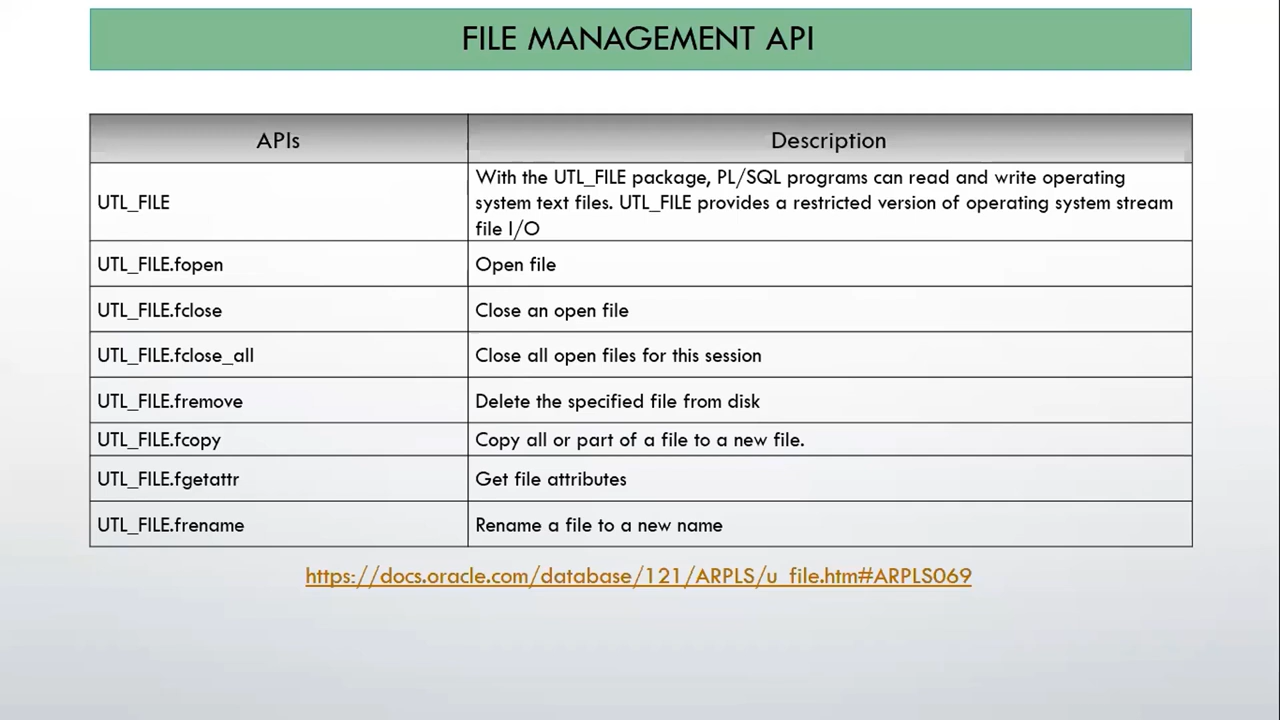 FILE MANAGEMENT API
APIs
Description
UTL_FILE
With the UTL_FILE package, PL/SQL programs can read and write operating
system text files. UTL_FILE provides a restricted version of operating system stream
file I/O
UTL_FILE.fopen
Open file
UTL_FILE.fclose
Close an open file
UTL_FILE.fclose_all
Close all open files for this session
UTL_FILE.fremove
Delete the specified file from disk
UTL_FILE.fcopy
Copy all or part of a file to a new file.
UTL_FILE.fgetattr
Get file attributes
UTL_FILE.frename
Rename a file to a new name
https://docs.oracle.com/database/121/ARPLS/u_file.htm#ARPLS069